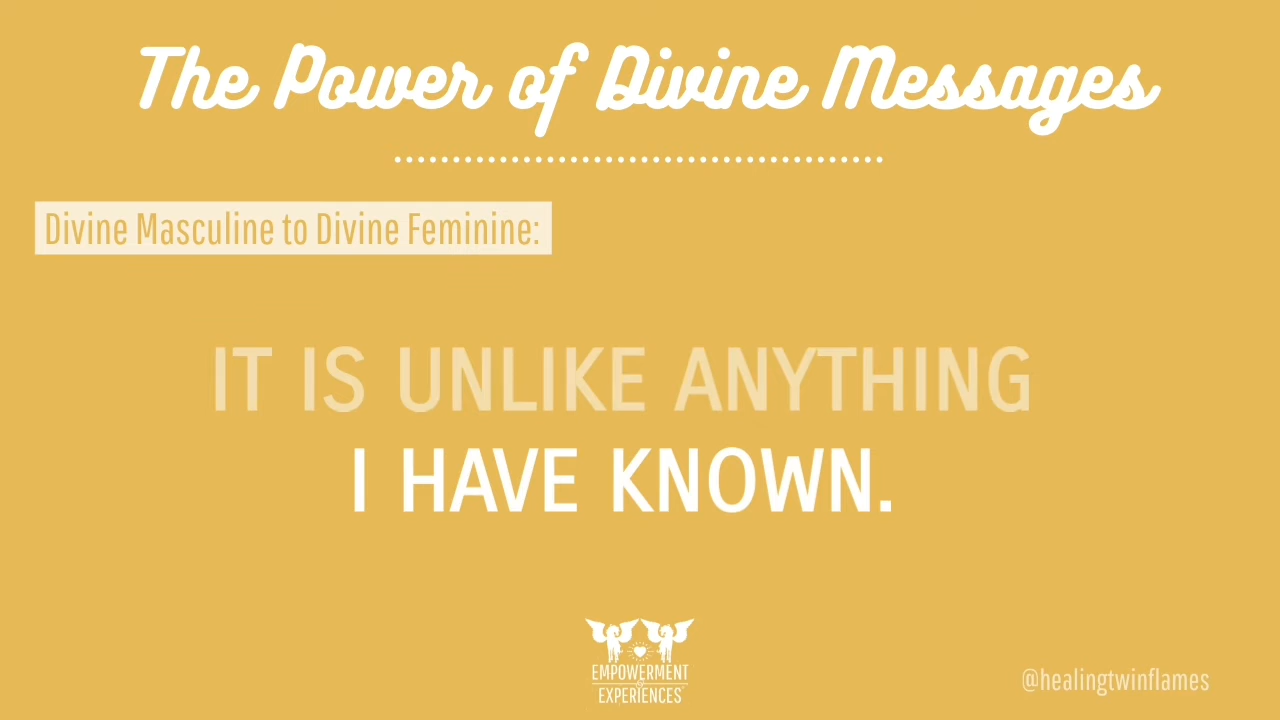 The Power of Divine Messages
Divine Masculine to Divine Feminine:
IT IS UNLIKE ANYTHING
I HAVE KNOWN.
EMPOWERMENT
EXPERIENCES
@healingtwinflames